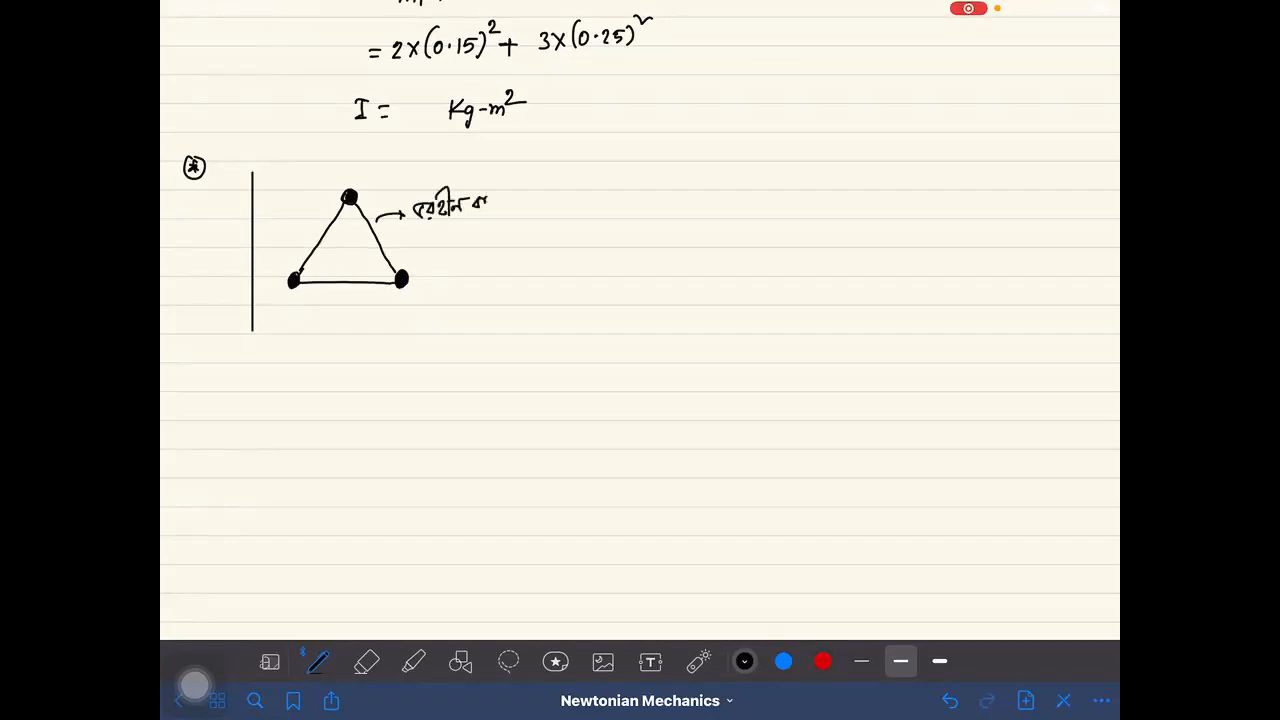 = 2×(0.15)² + 3×(0.25)²
I = Kg-m²
Newtonian Mechanics